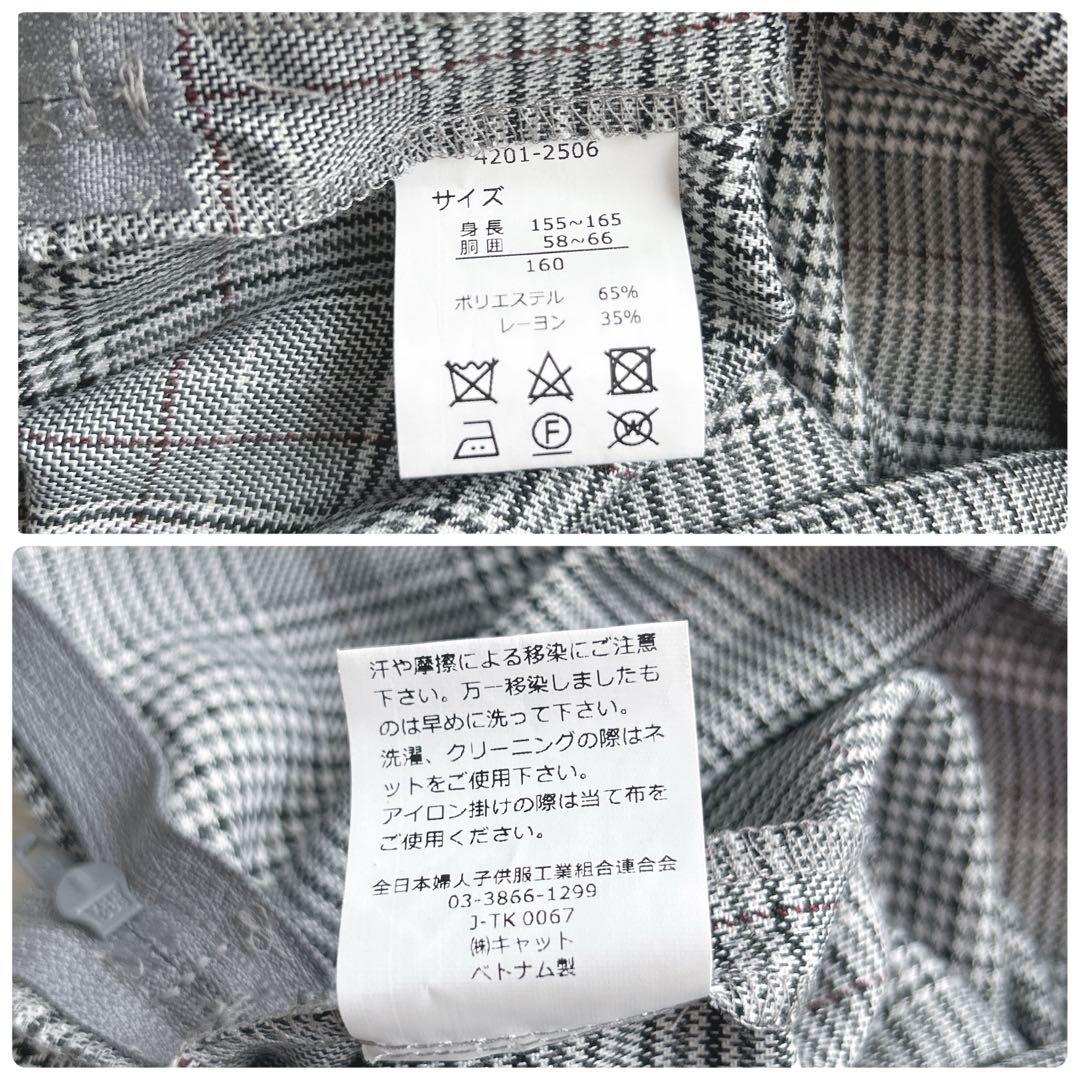 4201-2506
サイズ
身長 155~165
胴囲 58~66
160
ポリエステル 65%
レーヨン 35%
F
W
汗や摩擦による移染にご注意
下さい。万一移染しましたも
のは早めに洗って下さい。
洗濯、クリーニングの際はネ
ットをご使用下さい。
アイロン掛けの際は当て布を
ご使用ください。
全日本婦人子供服工業組合連合会
03-3866-1299
J-TK 0067
㈱キャット
ベトナム製